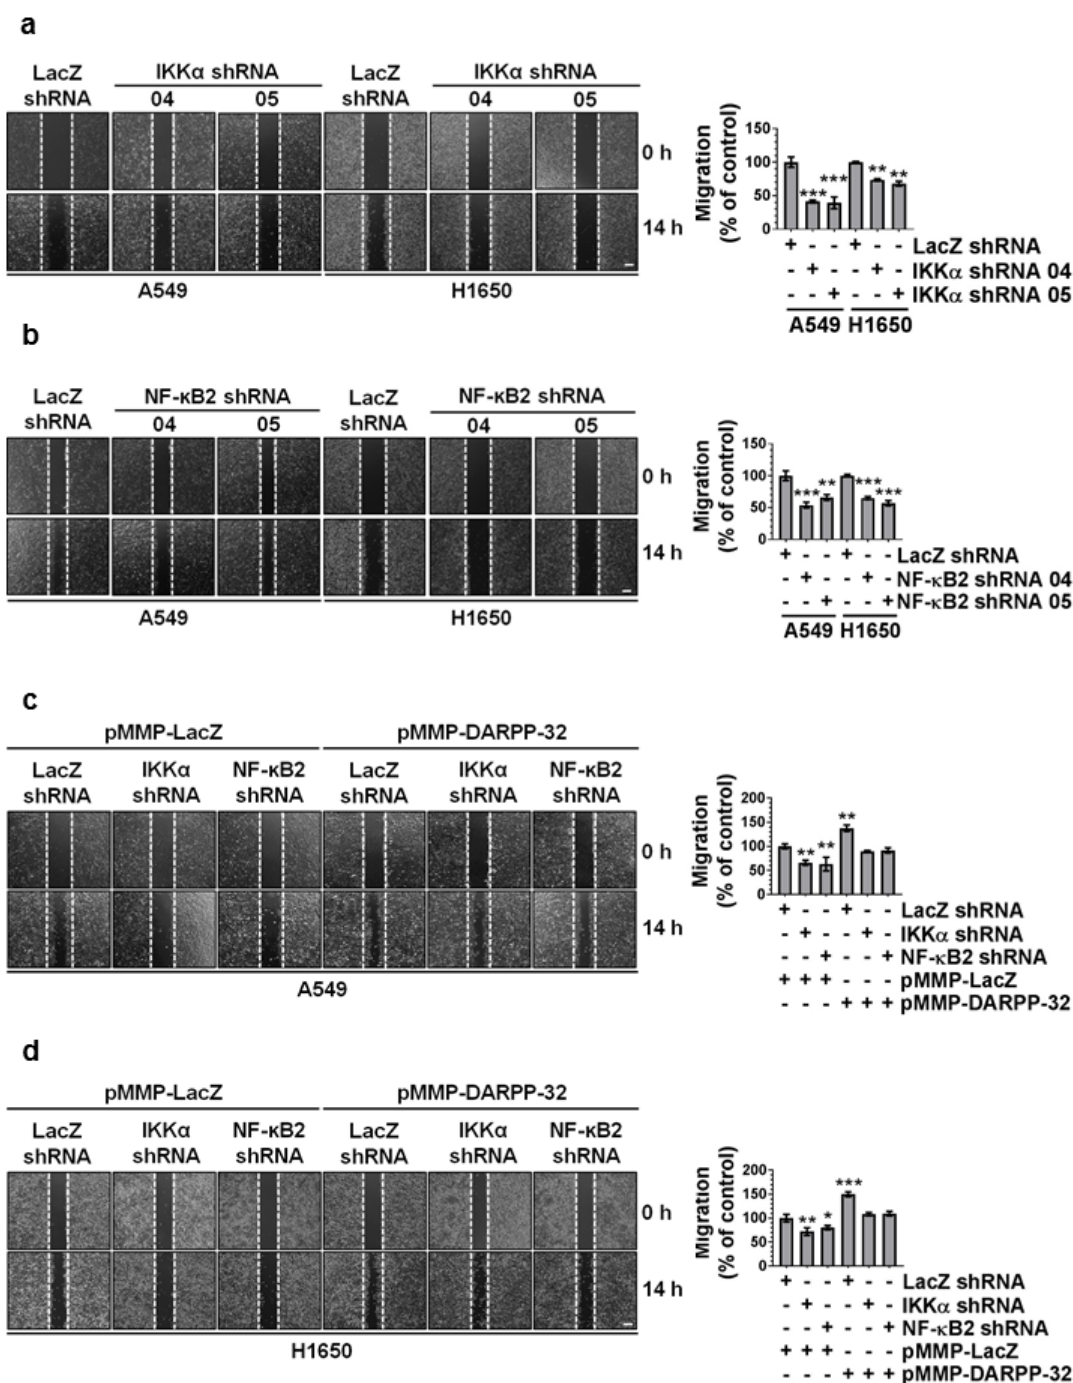 a
LacZ shRNA
IKKα shRNA
04 05
LacZ shRNA
IKKα shRNA
04 05
0 h
14 h
A549 H1650
Migration (% of control)
150
100
50
0
*** *** ** **
+ - - + - - LacZ shRNA
- + - - + - IKKα shRNA 04
- - + - - + IKKα shRNA 05
A549 H1650
b
LacZ shRNA
NF-κB2 shRNA
04 05
LacZ shRNA
NF-κB2 shRNA
04 05
0 h
14 h
A549 H1650
Migration (% of control)
150
100
50
0
*** ** *** ***
+ - - + - - LacZ shRNA
- + - - + - NF-κB2 shRNA 04
- - + - - + NF-κB2 shRNA 05
A549 H1650
c
pMMP-LacZ pMMP-DARPP-32
LacZ IKKα NF-κB2 LacZ IKKα NF-κB2
shRNA shRNA shRNA shRNA shRNA shRNA
0 h
14 h
A549
Migration (% of control)
200
150
100
50
0
** ** **
+ - - + - - LacZ shRNA
- + - - + - IKKα shRNA
- - + - - + NF-κB2 shRNA
+ + + - - - pMMP-LacZ
- - - + + + pMMP-DARPP-32
d
pMMP-LacZ pMMP-DARPP-32
LacZ IKKα NF-κB2 LacZ IKKα NF-κB2
shRNA shRNA shRNA shRNA shRNA shRNA
0 h
14 h
H1650
Migration (% of control)
200
150
100
50
0
** * ***
+ - - + - - LacZ shRNA
- + - - + - IKKα shRNA
- - + - - + NF-κB2 shRNA
+ + + - - - pMMP-LacZ
- - - + + + pMMP-DARPP-32